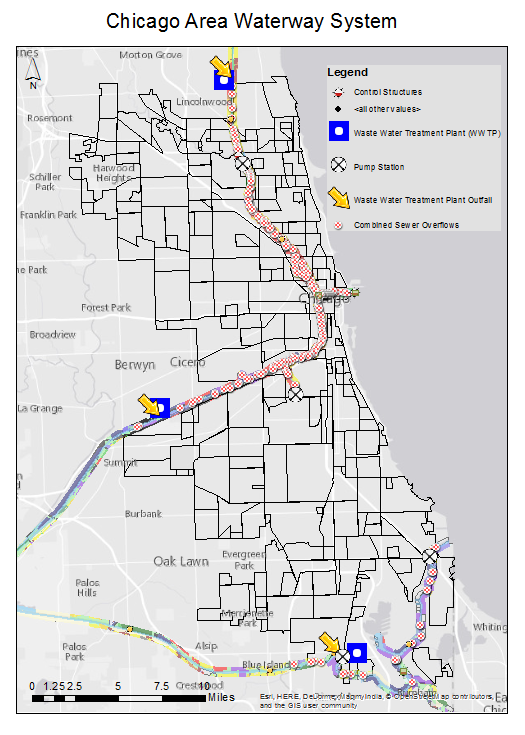 Chicago Area Waterway System
Morton Grove
N
Lincolnwood
Rosemont
Harwood
Heights
Schiller
Park
Franklin Park
Legend
Control Structures
<all other values>
Waste Water Treatment Plant (WWTP)
Pump Station
Waste Water Treatment Plant Outfall
Combined Sewer Overflows
Park
Chicago
Forest Park
Broadview
Berwyn
Cicero
La Grange
Summit
Burbank
Oak Lawn
Evergreen
Park
Palos
Hills
Merrionette
Park
Whiting
Palos
Park
Alsip
Blue Island
Crestwood
Burnham
0 1.25 2.5 5 7.5 10
Miles
Esri, HERE, DeLorme, MapmyIndia, © OpenStreetMap contributors,
and the GIS user community